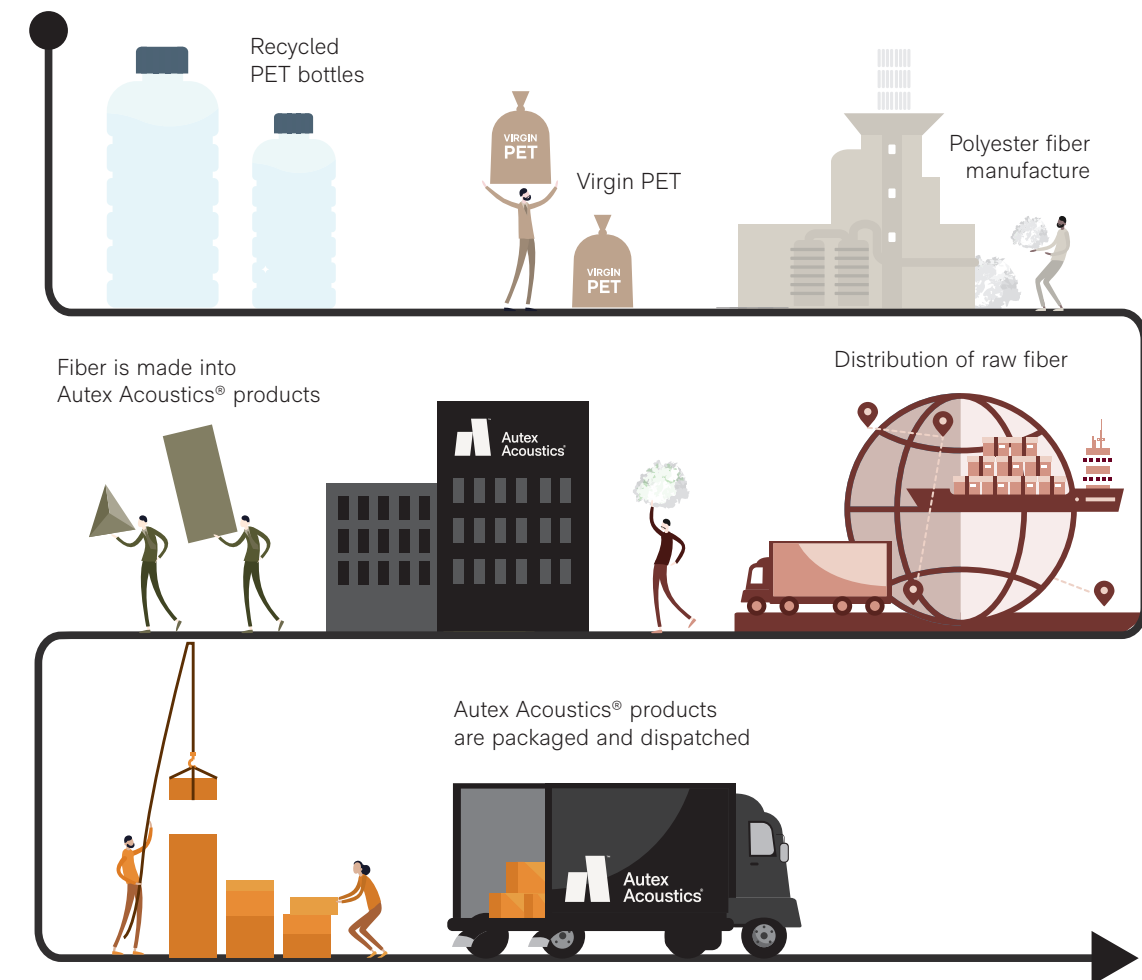 Recycled
PET bottles
VIRGIN
PET
Virgin PET
VIRGIN
PET
Polyester fiber
manufacture
Distribution of raw fiber
Fiber is made into
Autex Acoustics® products
Autex
Acoustics®
Autex Acoustics® products
are packaged and dispatched
Autex
Acoustics®